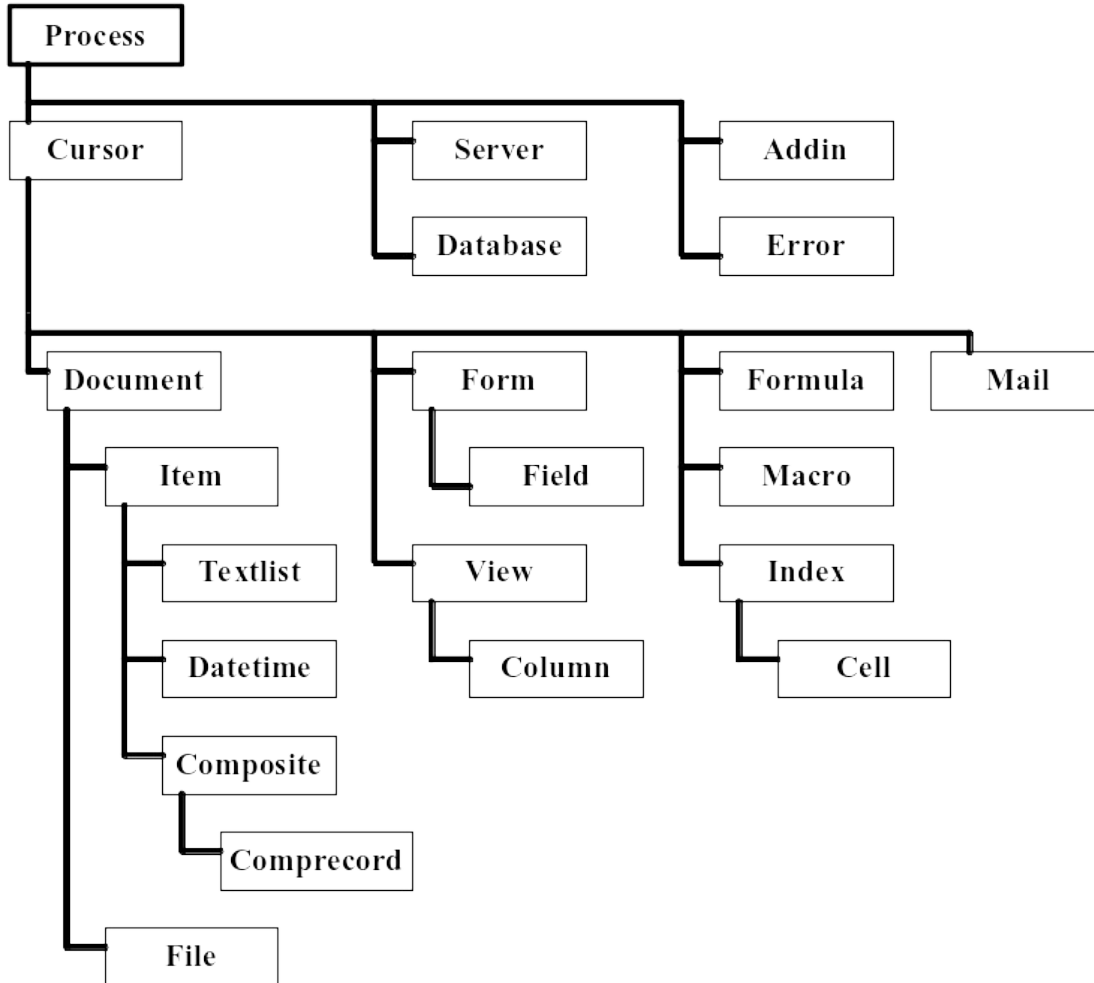 Process
Cursor
Server
Addin
Database
Error
Document
Form
Formula
Mail
Item
Field
Macro
Textlist
View
Index
Datetime
Column
Cell
Composite
Comprecord
File